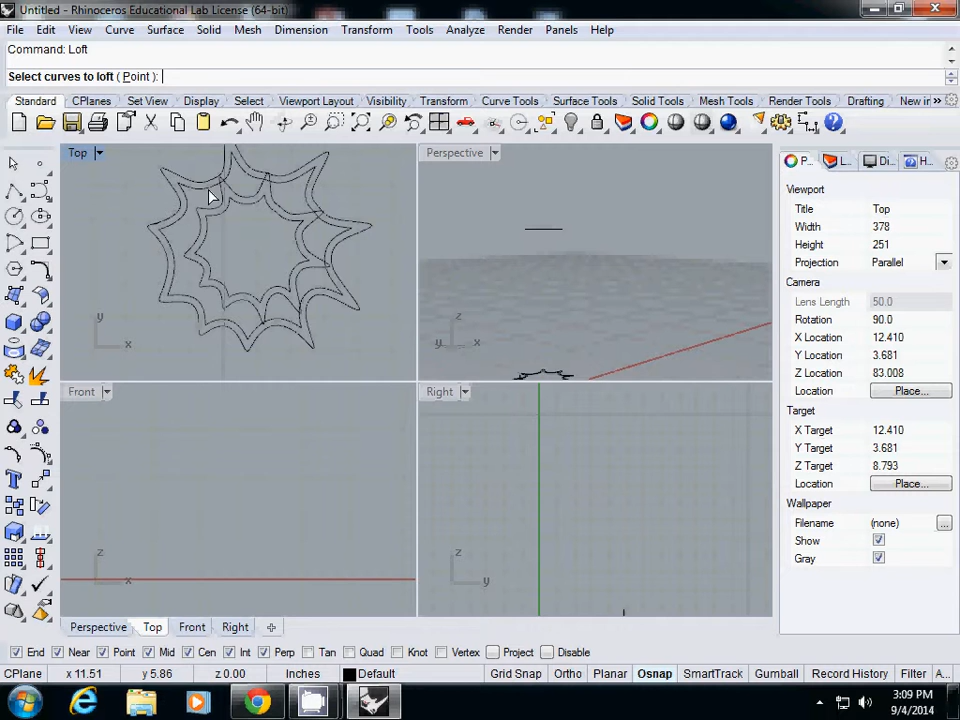 Untitled - Rhinoceros Educational Lab License (64-bit)
File Edit View Curve Surface Solid Mesh Dimension Transform Tools Analyze Render Panels Help
Command: Loft
Select curves to loft ( Point ):
Standard CPlanes Set View Display Select Viewport Layout Visibility Transform Curve Tools Surface Tools Solid Tools Mesh Tools Render Tools Drafting New in »
Top
Perspective
P... L... Di... H...
Viewport
Title Top
Width 378
Height 251
Projection Parallel
Camera
Lens Length 50.0
Rotation 90.0
X Location 12.410
Y Location 3.681
Z Location 83.008
Location Place...
Target
X Target 12.410
Y Target 3.681
Z Target 8.793
Location Place...
Wallpaper
Filename (none) ...
Show
Gray
y
x
z
y
x
Front
Right
z
x
z
y
Perspective Top Front Right
End Near Point Mid Cen Int Perp Tan Quad Knot Vertex Project Disable
CPlane x 11.51 y 5.86 z 0.00 Inches Default Grid Snap Ortho Planar Osnap SmartTrack Gumball Record History Filter A...
3:09 PM
9/4/2014